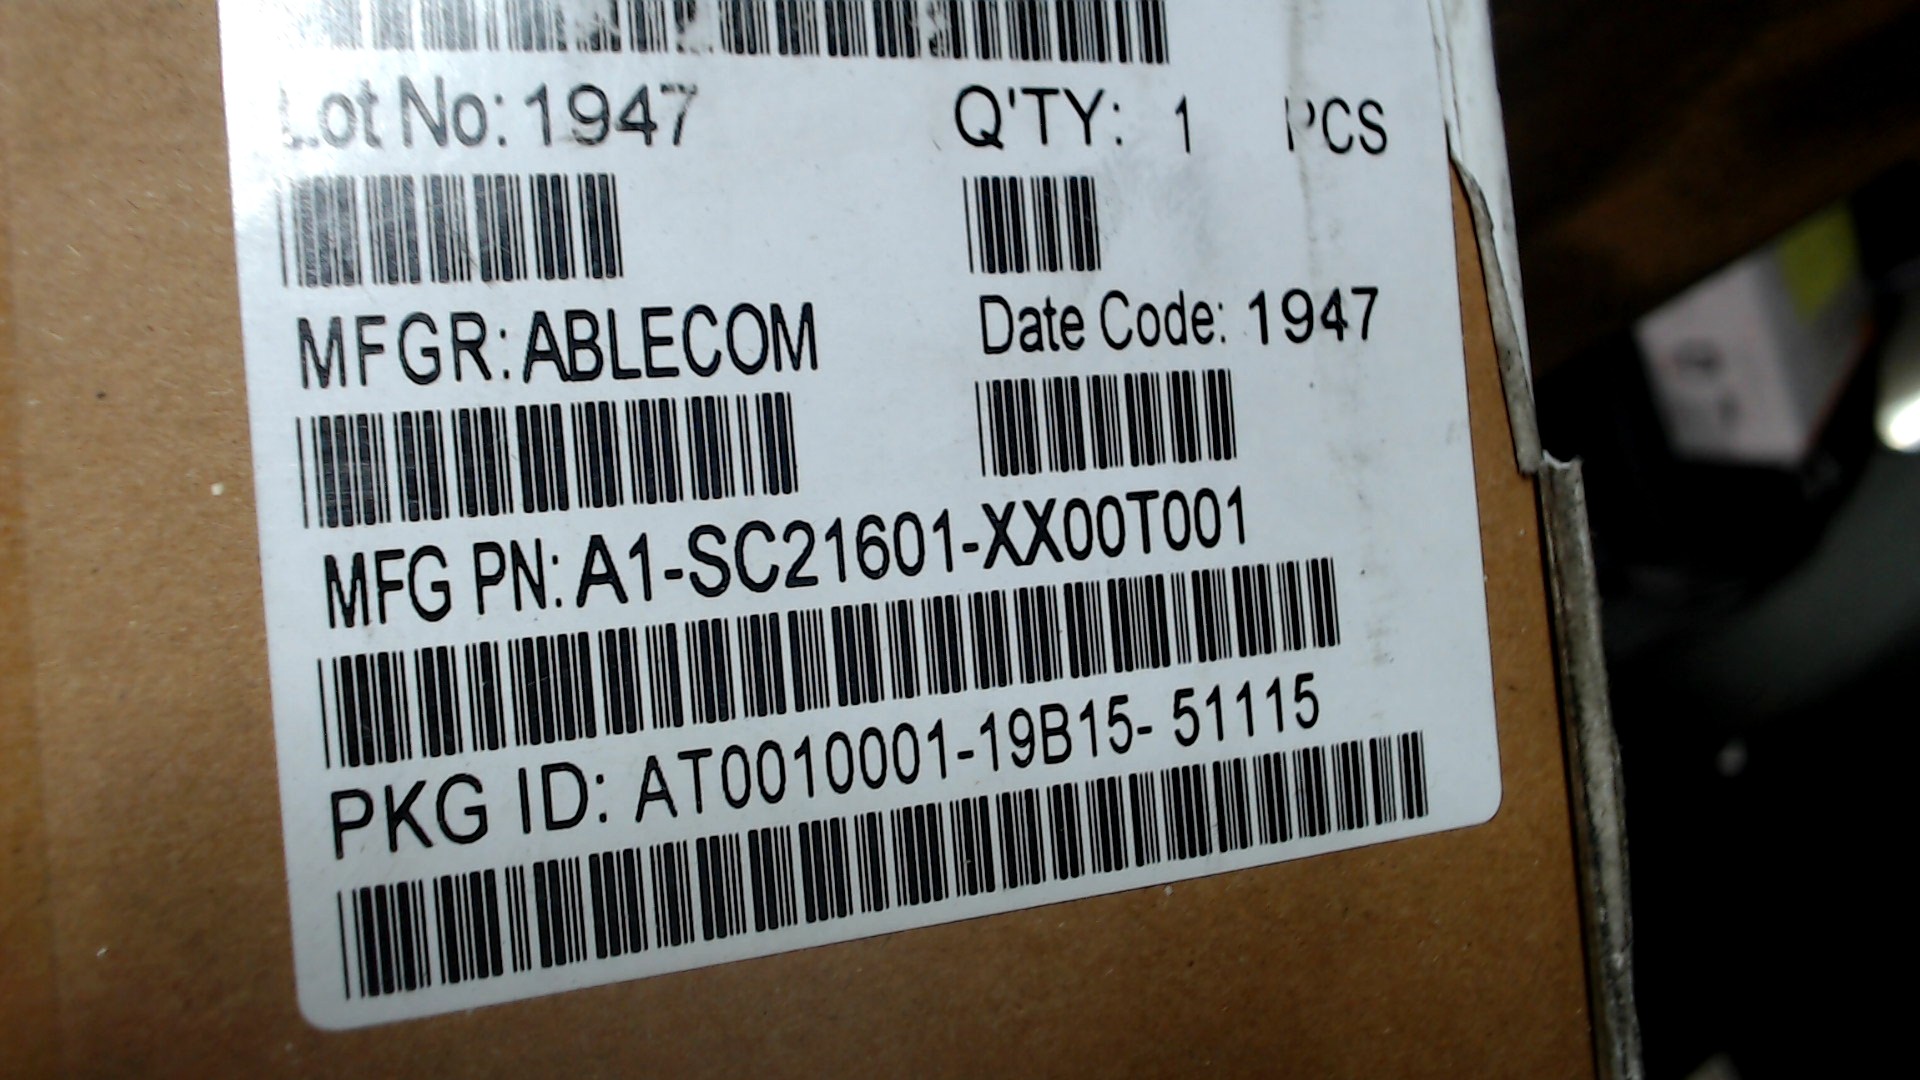 Lot No: 1947 Q'TY: 1 PCS
MFGR: ABLECOM Date Code: 1947
MFG PN: A1-SC21601-XX00T001
PKG ID: AT0010001-19B15- 51115